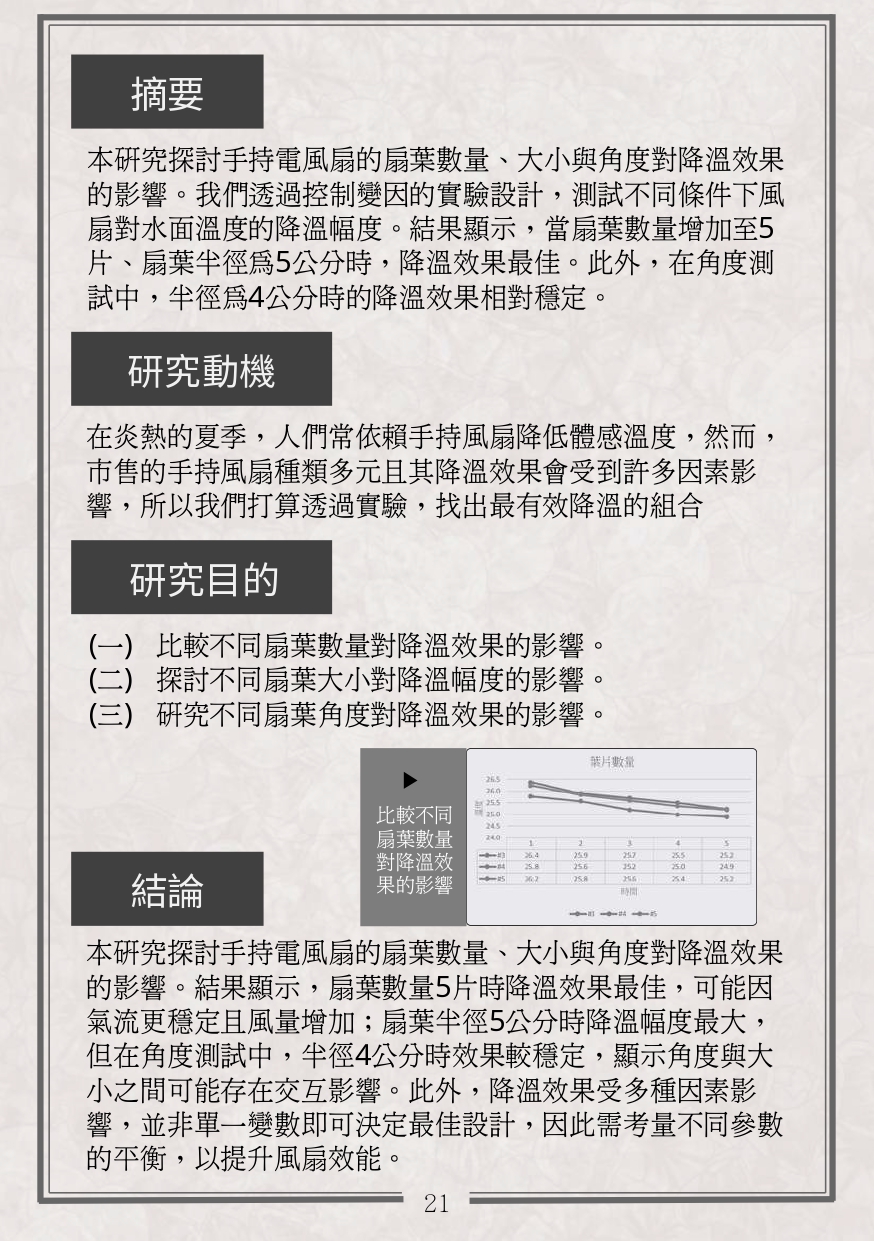 摘要
本研究探討手持電風扇的扇葉數量、大小與角度對降溫效果
的影響。我們透過控制變因的實驗設計，測試不同條件下風
扇對水面溫度的降溫幅度。結果顯示，當扇葉數量增加至5
片、扇葉半徑爲5公分時，降溫效果最佳。此外，在角度測
試中，半徑爲4公分時的降溫效果相對穩定。
研究動機
在炎熱的夏季，人們常依賴手持風扇降低體感溫度，然而，
市售的手持風扇種類多元且其降溫效果會受到許多因素影
響，所以我們打算透過實驗，找出最有效降溫的組合
研究目的
(一) 比較不同扇葉數量對降溫效果的影響。
(二) 探討不同扇葉大小對降溫幅度的影響。
(三) 研究不同扇葉角度對降溫效果的影響。
▶
比較不同
扇葉數量
對降溫效
果的影響
葉片數量
溫度
26.5
26.0
25.5
25.0
24.5
24.0
1 2 3 4 5
#3 26.4 25.9 25.7 25.5 25.2
#4 25.8 25.6 25.2 25.0 24.9
#5 26.2 25.8 25.6 25.4 25.2
時間
#3 #4 #5
結論
本研究探討手持電風扇的扇葉數量、大小與角度對降溫效果
的影響。結果顯示，扇葉數量5片時降溫效果最佳，可能因
氣流更穩定且風量增加；扇葉半徑5公分時降溫幅度最大，
但在角度測試中，半徑4公分時效果較穩定，顯示角度與大
小之間可能存在交互影響。此外，降溫效果受多種因素影
響，並非單一變數即可決定最佳設計，因此需考量不同參數
的平衡，以提升風扇效能。
21